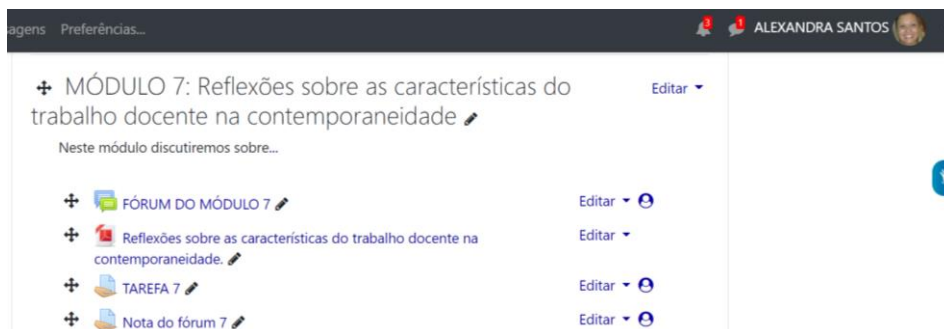 agens Preferências... 3 1 ALEXANDRA SANTOS
MÓDULO 7: Reflexões sobre as características do Editar
trabalho docente na contemporaneidade
Neste módulo discutiremos sobre...
FÓRUM DO MÓDULO 7 Editar
Reflexões sobre as características do trabalho docente na Editar
contemporaneidade.
TAREFA 7 Editar
Nota do fórum 7 Editar